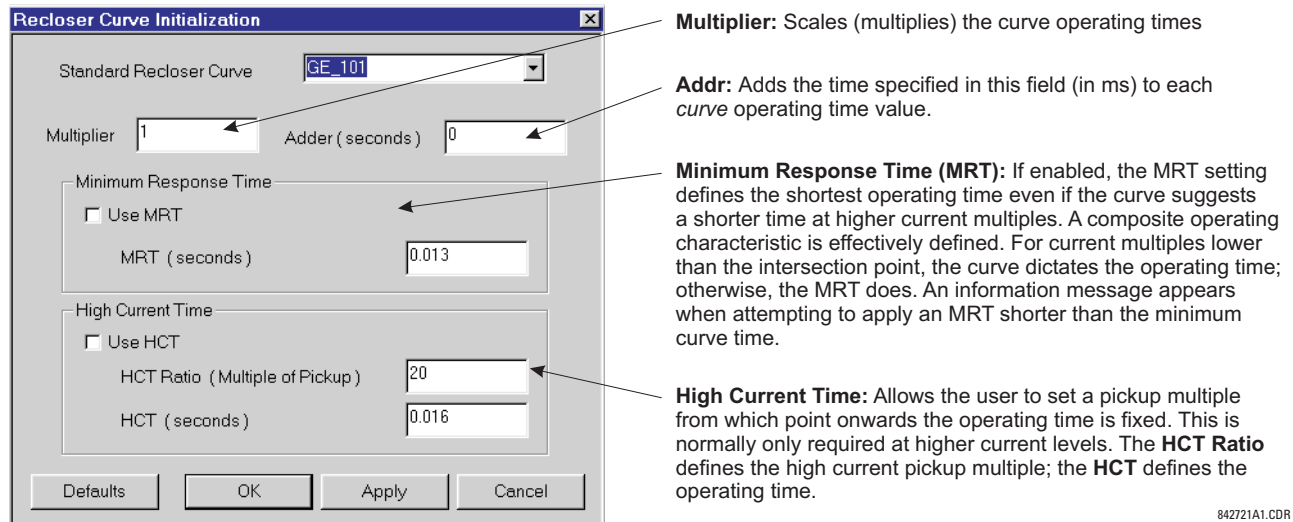 Recloser Curve Initialization
Standard Recloser Curve
GE_101
Multiplier
1
Adder ( seconds )
0
Minimum Response Time
Use MRT
MRT ( seconds )
0.013
High Current Time
Use HCT
HCT Ratio ( Multiple of Pickup )
20
HCT ( seconds )
0.016
Defaults
OK
Apply
Cancel
Multiplier: Scales (multiplies) the curve operating times
Addr: Adds the time specified in this field (in ms) to each
curve operating time value.
Minimum Response Time (MRT): If enabled, the MRT setting
defines the shortest operating time even if the curve suggests
a shorter time at higher current multiples. A composite operating
characteristic is effectively defined. For current multiples lower
than the intersection point, the curve dictates the operating time;
otherwise, the MRT does. An information message appears
when attempting to apply an MRT shorter than the minimum
curve time.
High Current Time: Allows the user to set a pickup multiple
from which point onwards the operating time is fixed. This is
normally only required at higher current levels. The HCT Ratio
defines the high current pickup multiple; the HCT defines the
operating time.
842721A1.CDR